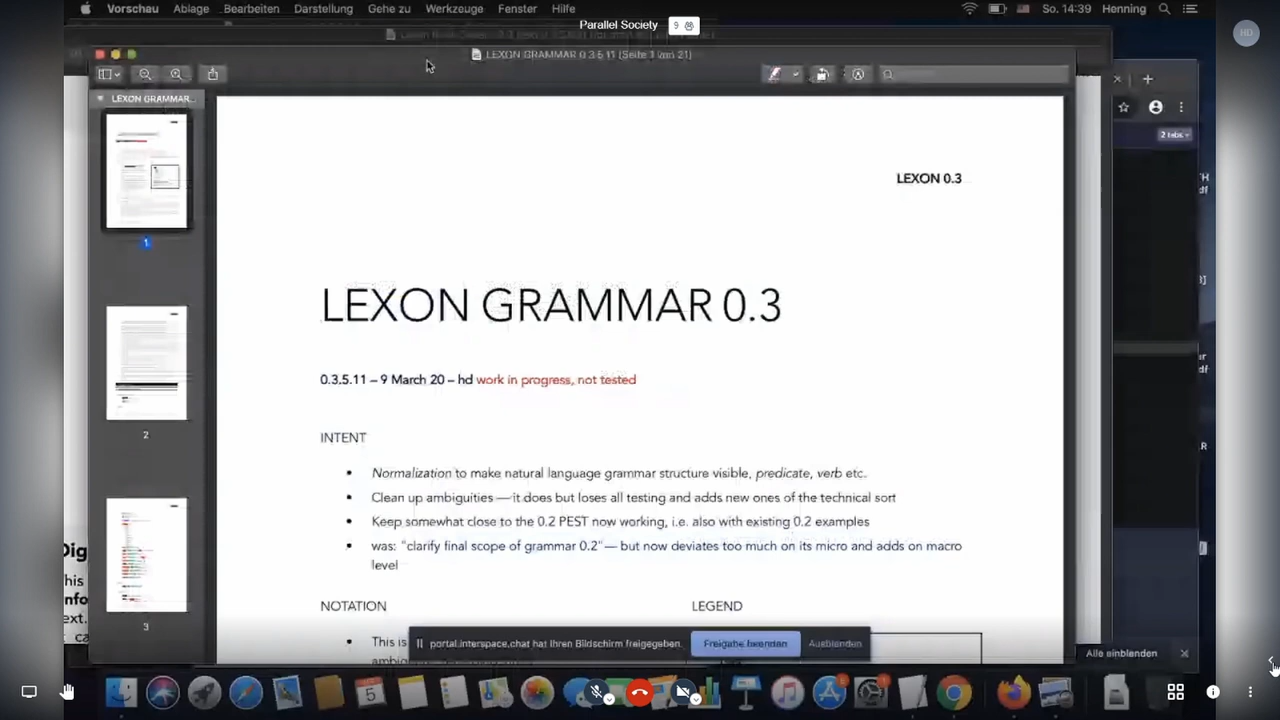 Vorschau Ablage Bearbeiten Darstellung Gehe zu Werkzeuge Fenster Hilfe So. 14:39 Henning
Parallel Society 9
HD
LEXON GRAMMAR 0.3.5.11 (Seite 1 von 21)
LEXON GRAMMAR...
2 tabs
LEXON 0.3
1
LEXON GRAMMAR 0.3
0.3.5.11 – 9 March 20 – hd work in progress, not tested
INTENT
• Normalization to make natural language grammar structure visible, predicate, verb etc.
• Clean up ambiguities — it does but loses all testing and adds new ones of the technical sort
• Keep somewhat close to the 0.2 PEST now working, i.e. also with existing 0.2 examples
• was: "clarify final scope of grammar 0.2" — but now deviates too much on its micro and adds on macro
level
2
NOTATION LEGEND
3
• This is
portal.interspace.chat hat Ihren Bildschirm freigegeben. Freigabe beenden Ausblenden
Alle einblenden
5